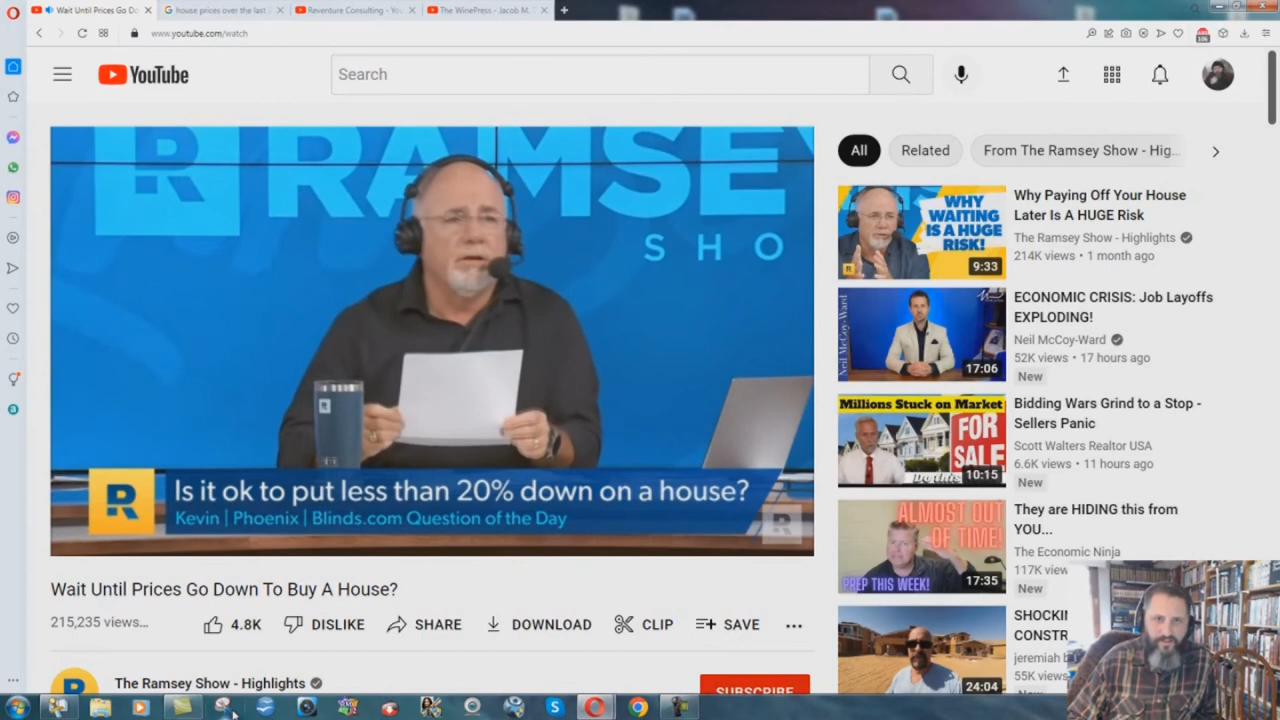 Wait Until Prices Go Do
house prices over the last
Reventure Consulting - You
The WinePress - Jacob M.
www.youtube.com/watch
106
YouTube
Search
RAMSEY
SHO
R
Is it ok to put less than 20% down on a house?
Kevin | Phoenix | Blinds.com Question of the Day
Wait Until Prices Go Down To Buy A House?
215,235 views...
4.8K
DISLIKE
SHARE
DOWNLOAD
CLIP
SAVE
The Ramsey Show - Highlights
SUBSCRIBE
All
Related
From The Ramsey Show - Hig...
WHY
WAITING
IS A HUGE
RISK!
9:33
Why Paying Off Your House
Later Is A HUGE Risk
The Ramsey Show - Highlights
214K views • 1 month ago
Neil McCoy-Ward
17:06
ECONOMIC CRISIS: Job Layoffs
EXPLODING!
Neil McCoy-Ward
52K views • 17 hours ago
New
Millions Stuck on Market
FOR
SALE
Do this
10:15
Bidding Wars Grind to a Stop -
Sellers Panic
Scott Walters Realtor USA
6.6K views • 11 hours ago
New
ALMOST OUT
OF TIME!
PREP THIS WEEK!
17:35
They are HIDING this from
YOU...
The Economic Ninja
117K view
New
24:04
SHOCKI
CONSTR
jeremiah b
55K views